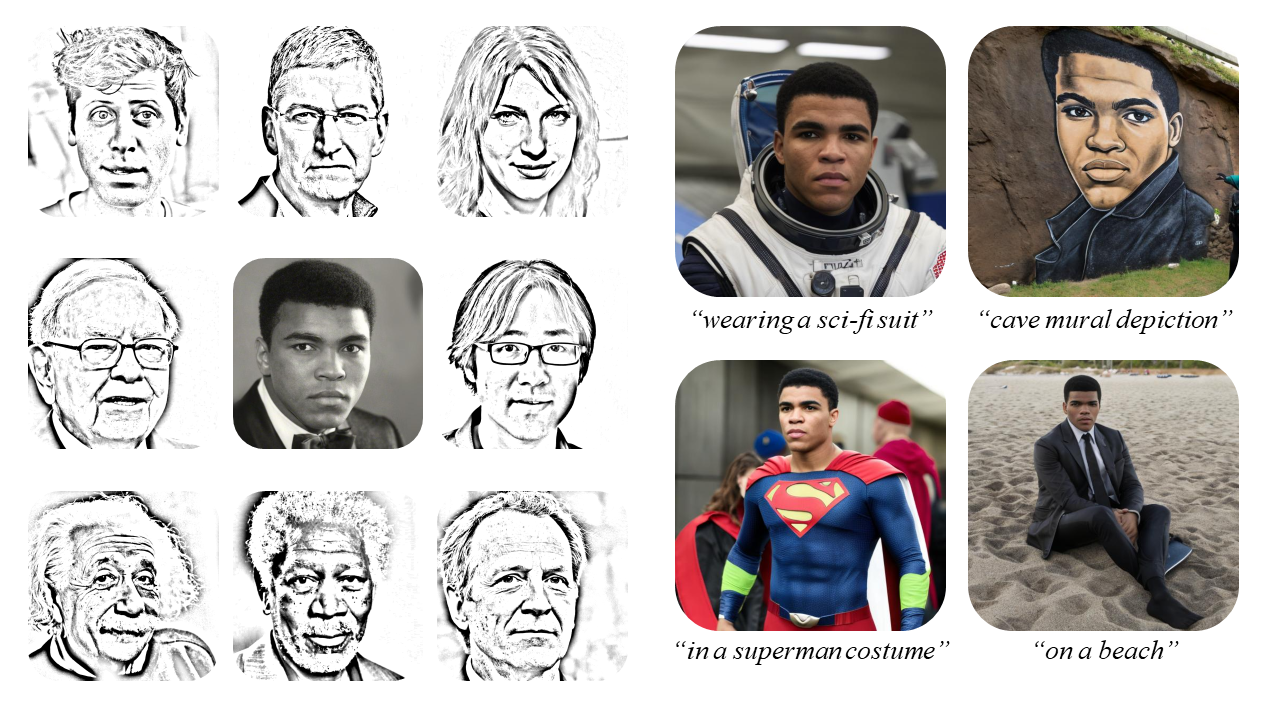 “wearing a sci-fi suit”
“cave mural depiction”
“in a superman costume”
“on a beach”